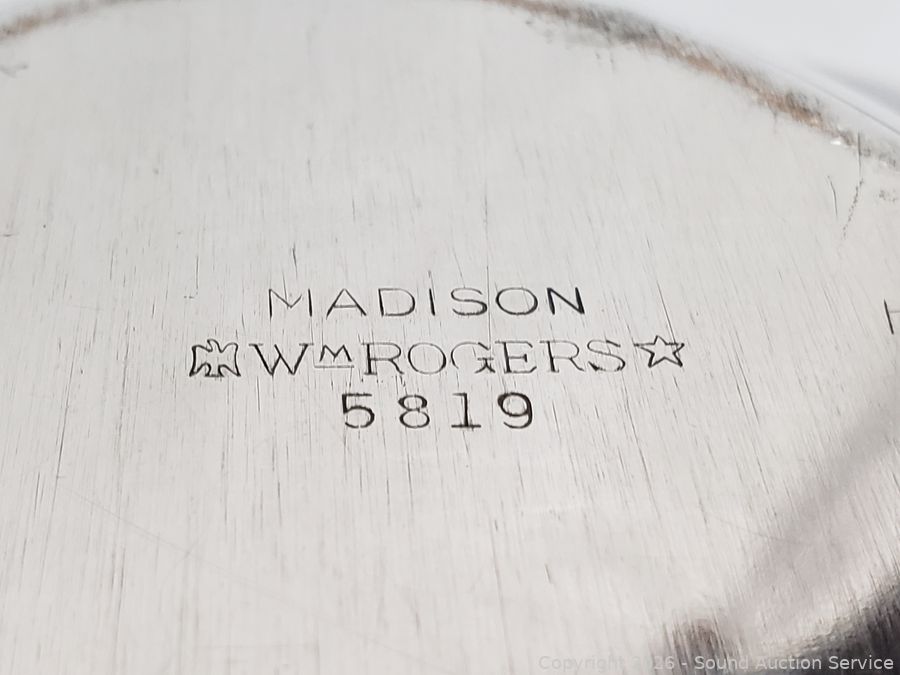 MADISON
Wᴹ ROGERS
5819
H
Copyright 2026 - Sound Auction Service